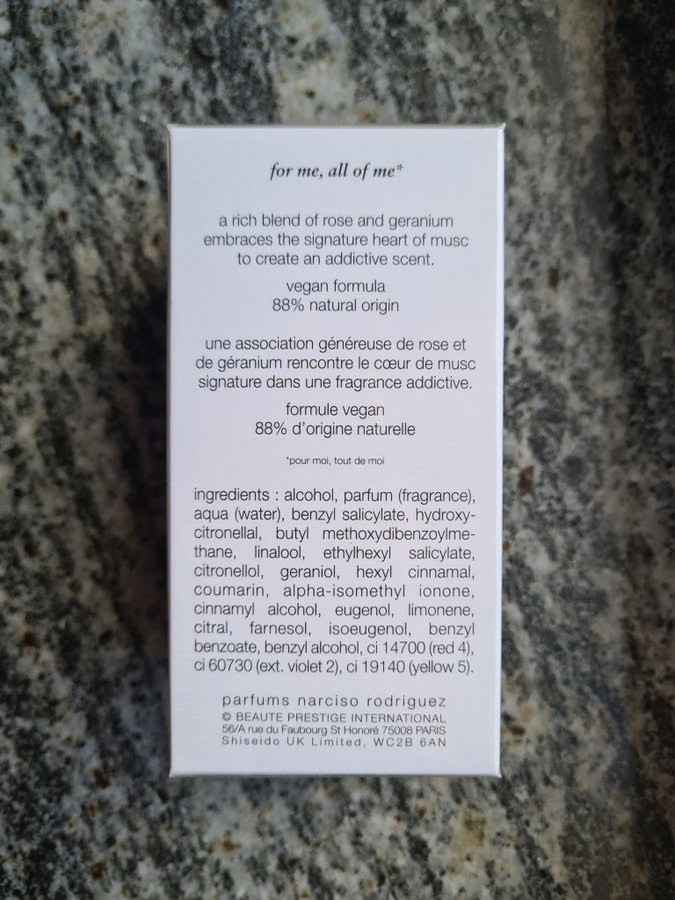 for me, all of me*
a rich blend of rose and geranium
embraces the signature heart of musc
to create an addictive scent.
vegan formula
88% natural origin
une association généreuse de rose et
de géranium rencontre le cœur de musc
signature dans une fragrance addictive.
formule vegan
88% d'origine naturelle
*pour moi, tout de moi
ingredients : alcohol, parfum (fragrance),
aqua (water), benzyl salicylate, hydroxy-
citronellal, butyl methoxydibenzoylme-
thane, linalool, ethylhexyl salicylate,
citronellol, geraniol, hexyl cinnamal,
coumarin, alpha-isomethyl ionone,
cinnamyl alcohol, eugenol, limonene,
citral, farnesol, isoeugenol, benzyl
benzoate, benzyl alcohol, ci 14700 (red 4),
ci 60730 (ext. violet 2), ci 19140 (yellow 5).
parfums narciso rodriguez
© BEAUTE PRESTIGE INTERNATIONAL
56/A rue du Faubourg St Honoré 75008 PARIS
Shiseido UK Limited, WC2B 6AN